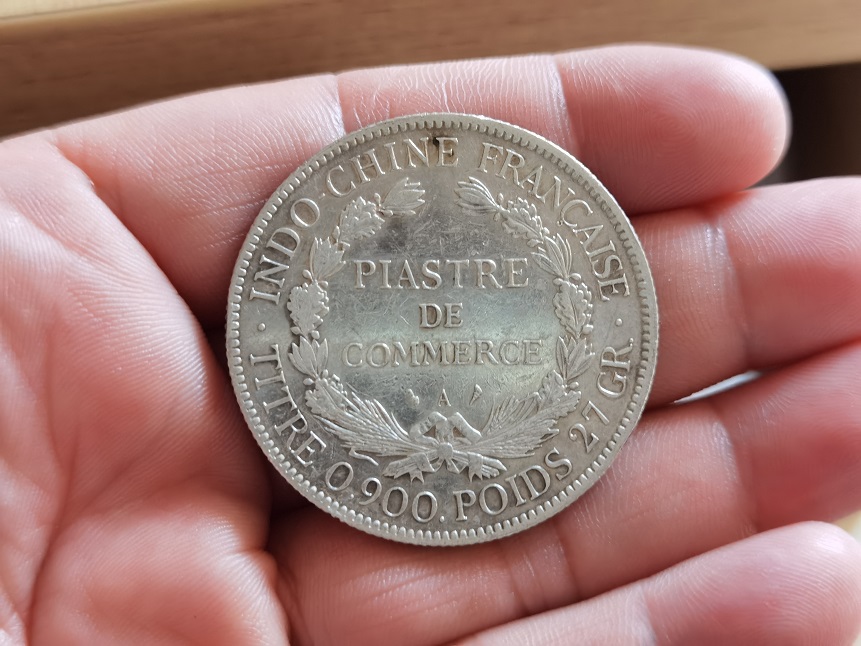 INDO-CHINE FRANÇAISE
PIASTRE
DE
COMMERCE
A
TITRE 0,900. POIDS 27 GR.